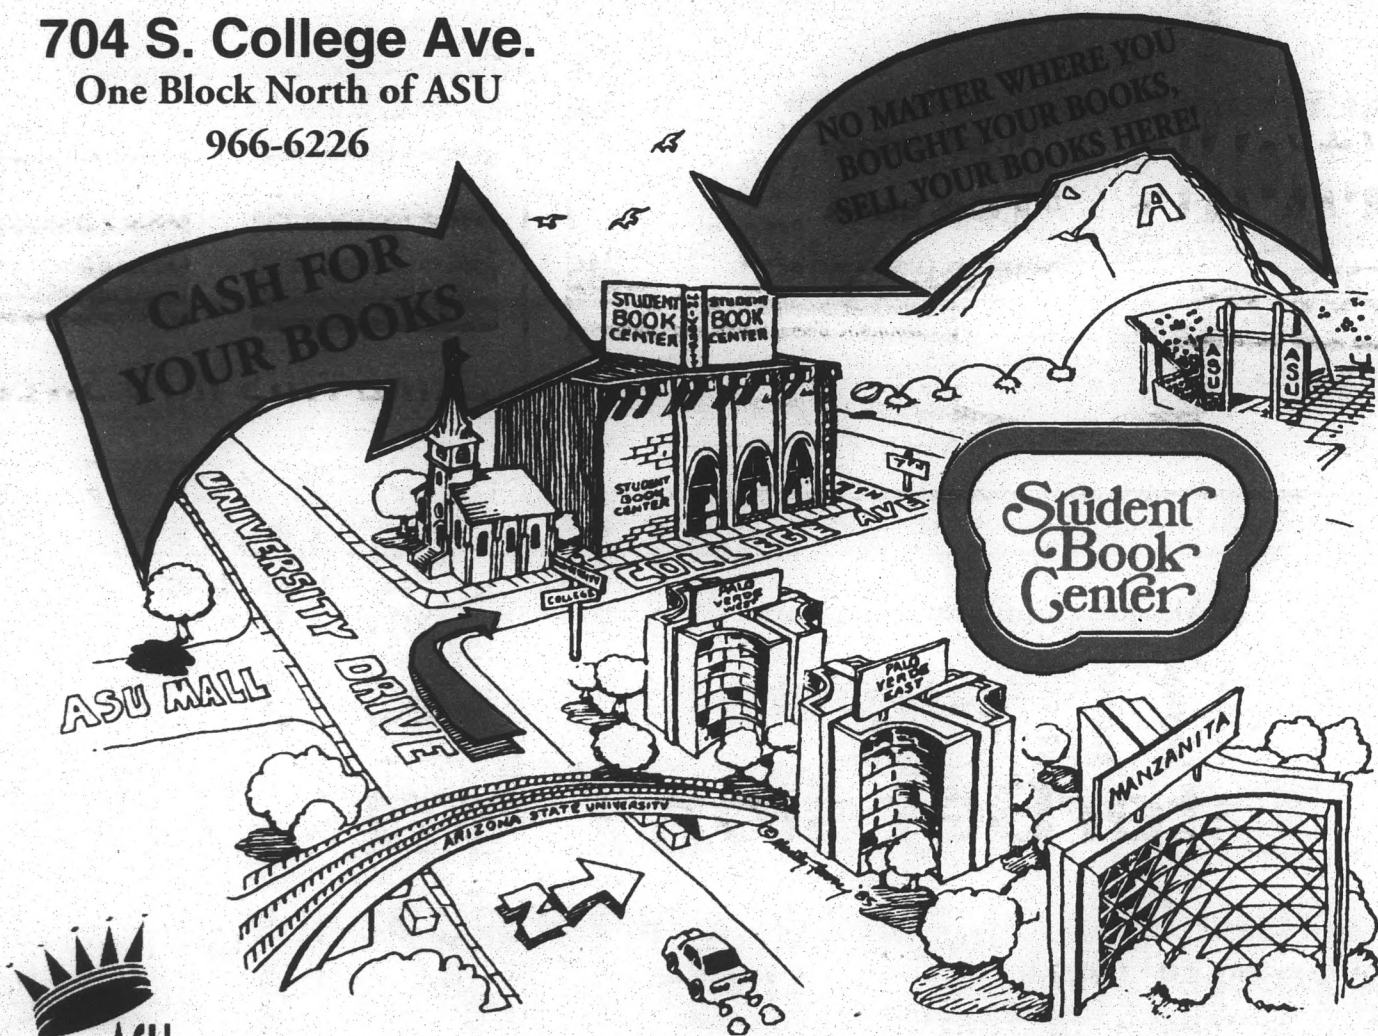 704 S. College Ave.
One Block North of ASU
966-6226
NO MATTER WHERE YOU
BOUGHT YOUR BOOKS,
SELL YOUR BOOKS HERE!
CASH FOR
YOUR BOOKS
A
STUDENT
BOOK
CENTER
STUDENT
BOOK
CENTER
ASU
ASU
STUDENT
BOOK
CENTER
7TH
COLLEGE AVE
COLLEGE
Student
Book
Center
UNIVERSITY DRIVE
ASU MALL
PALO
VERDE
WEST
PALO
VERDE
EAST
MANZANITA
ARIZONA STATE UNIVERSITY
N
ASU